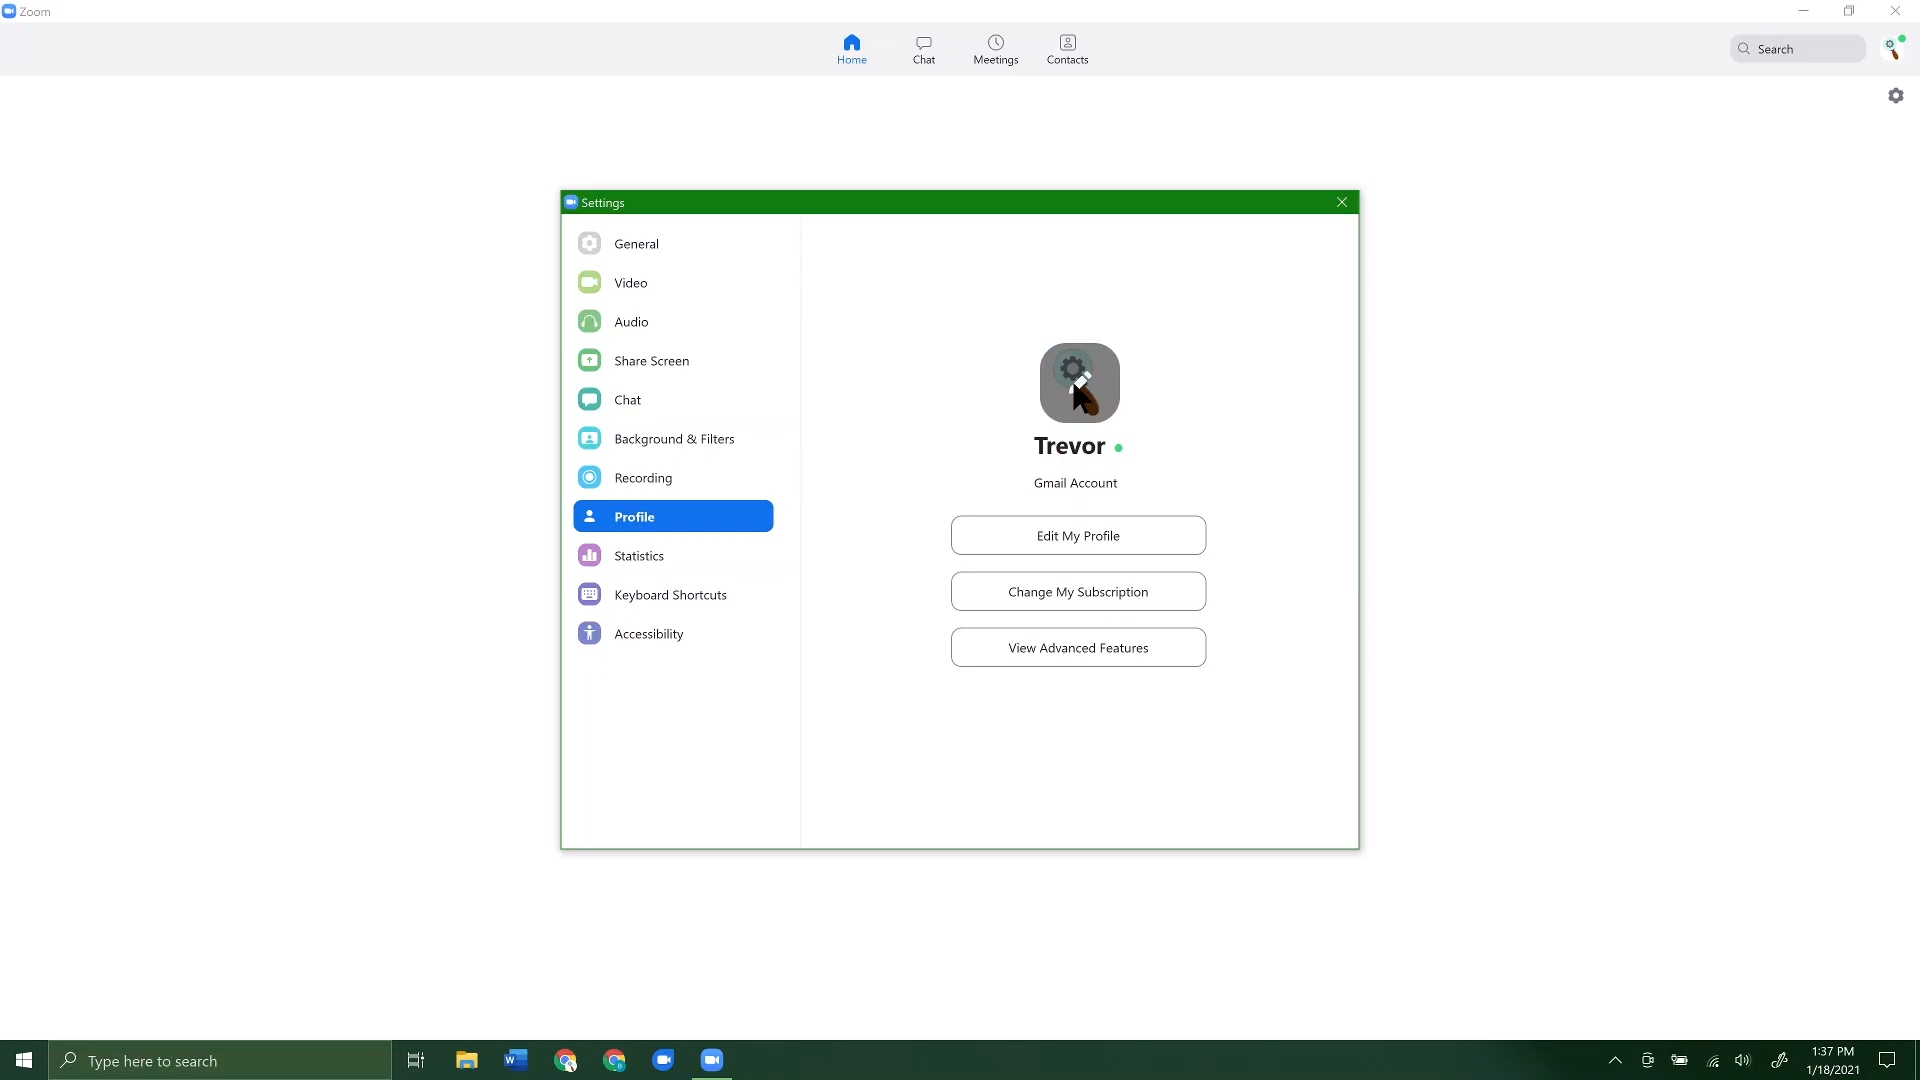 Zoom
Home
Chat
Meetings
Contacts
Search
Settings
General
Video
Audio
Share Screen
Chat
Background & Filters
Recording
Profile
Statistics
Keyboard Shortcuts
Accessibility
Trevor
Gmail Account
Edit My Profile
Change My Subscription
View Advanced Features
Type here to search
1:37 PM
1/18/2021